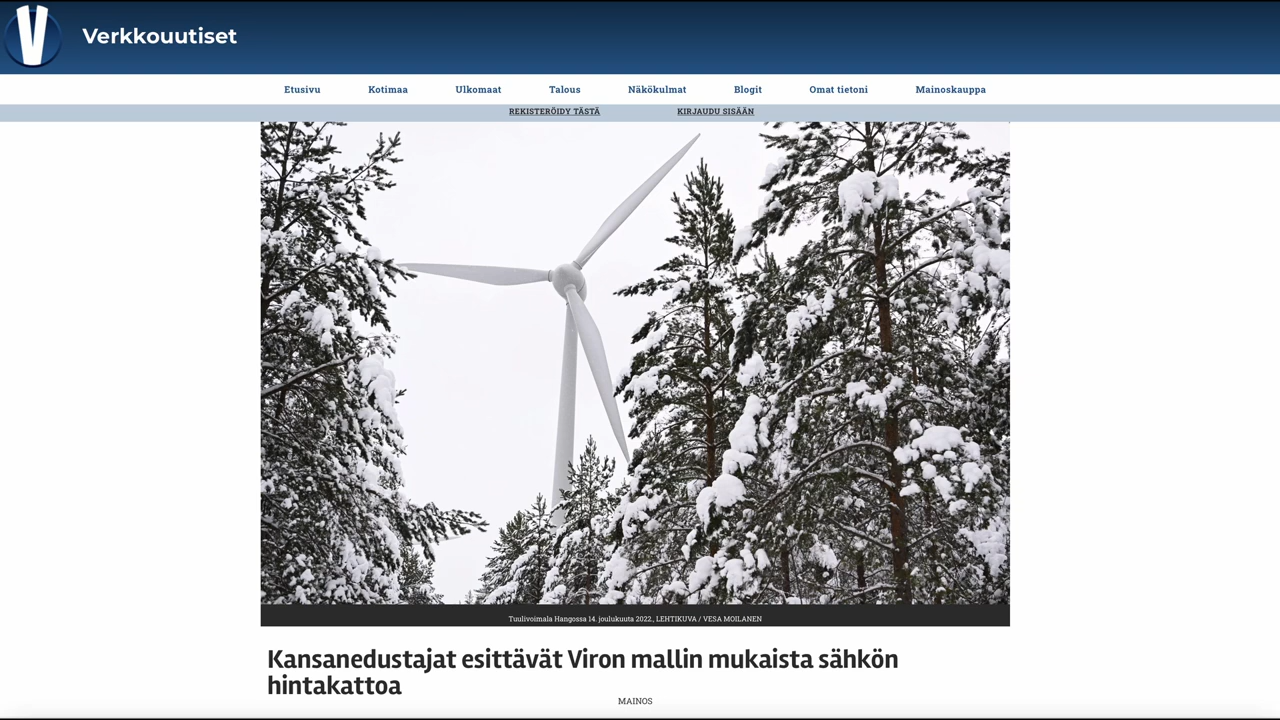 V Verkkouutiset
Etusivu Kotimaa Ulkomaat Talous Näkökulmat Blogit Omat tietoni Mainoskauppa
REKISTERÖIDY TÄSTÄ KIRJAUDU SISÄÄN
Tuulivoimala Hangossa 14. joulukuuta 2022., LEHTIKUVA / VESA MOILANEN
Kansanedustajat esittävät Viron mallin mukaista sähkön
hintakattoa
MAINOS